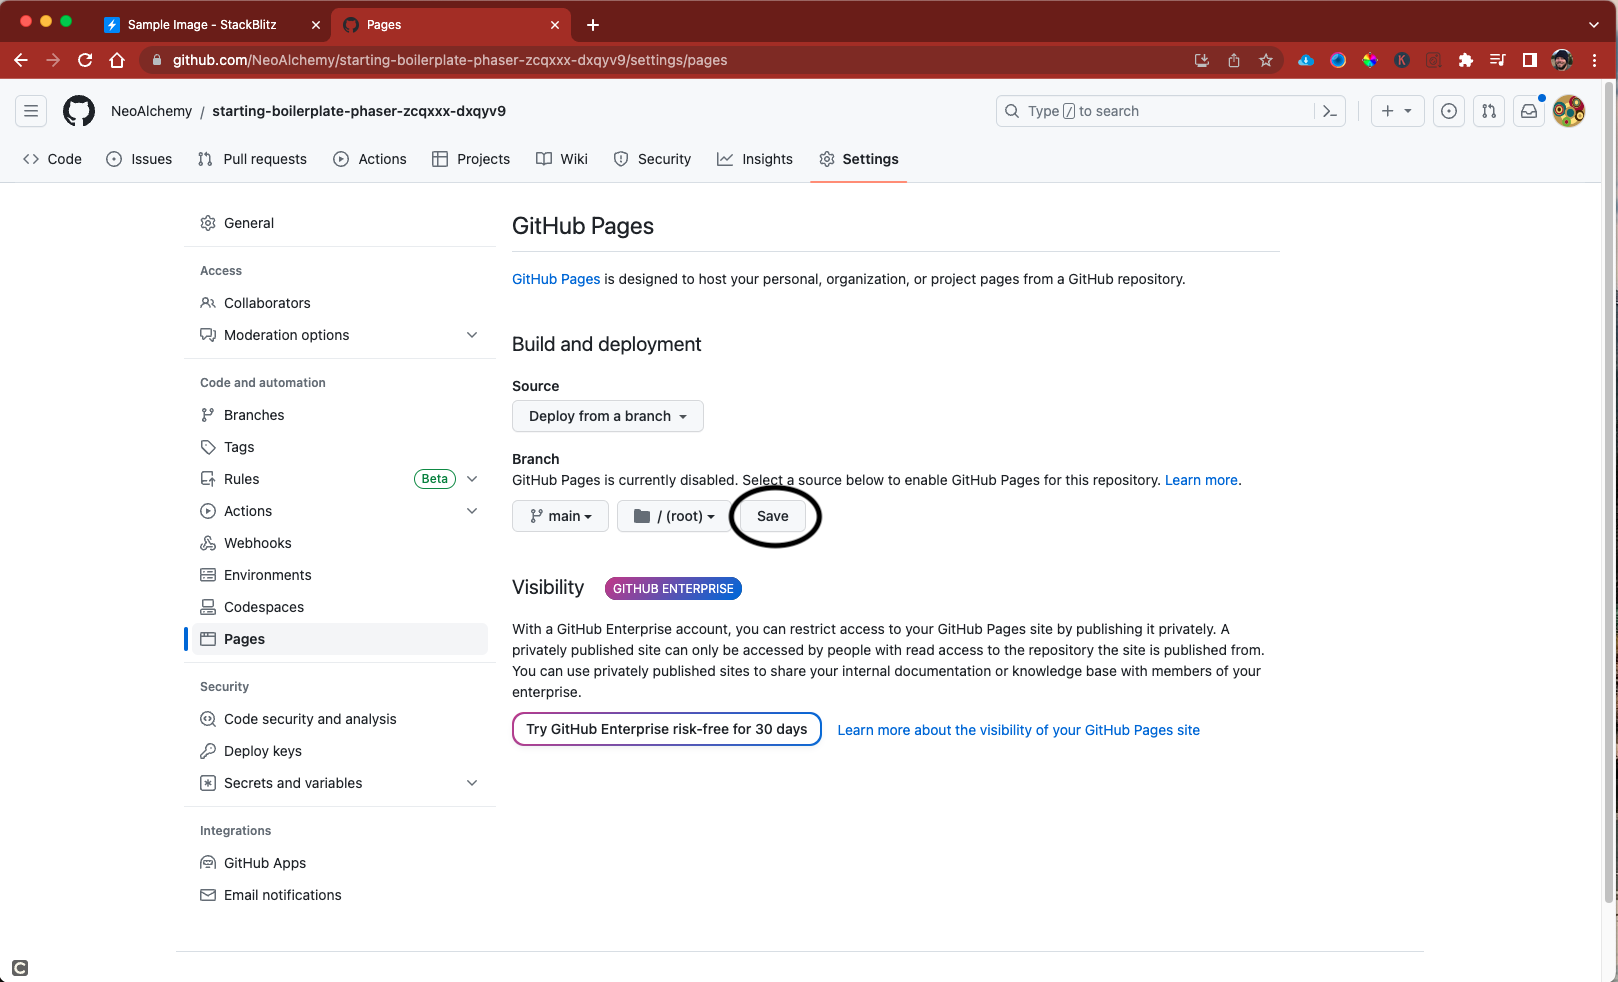 Sample Image - StackBlitz
Pages
github.com/NeoAlchemy/starting-boilerplate-phaser-zcqxxx-dxqyv9/settings/pages
NeoAlchemy / starting-boilerplate-phaser-zcqxxx-dxqyv9
Type / to search
Code
Issues
Pull requests
Actions
Projects
Wiki
Security
Insights
Settings
General
Access
Collaborators
Moderation options
Code and automation
Branches
Tags
Rules
Beta
Actions
Webhooks
Environments
Codespaces
Pages
Security
Code security and analysis
Deploy keys
Secrets and variables
Integrations
GitHub Apps
Email notifications
GitHub Pages
GitHub Pages is designed to host your personal, organization, or project pages from a GitHub repository.
Build and deployment
Source
Deploy from a branch
Branch
GitHub Pages is currently disabled. Select a source below to enable GitHub Pages for this repository. Learn more.
main
/ (root)
Save
Visibility
GITHUB ENTERPRISE
With a GitHub Enterprise account, you can restrict access to your GitHub Pages site by publishing it privately. A
privately published site can only be accessed by people with read access to the repository the site is published from.
You can use privately published sites to share your internal documentation or knowledge base with members of your
enterprise.
Try GitHub Enterprise risk-free for 30 days
Learn more about the visibility of your GitHub Pages site